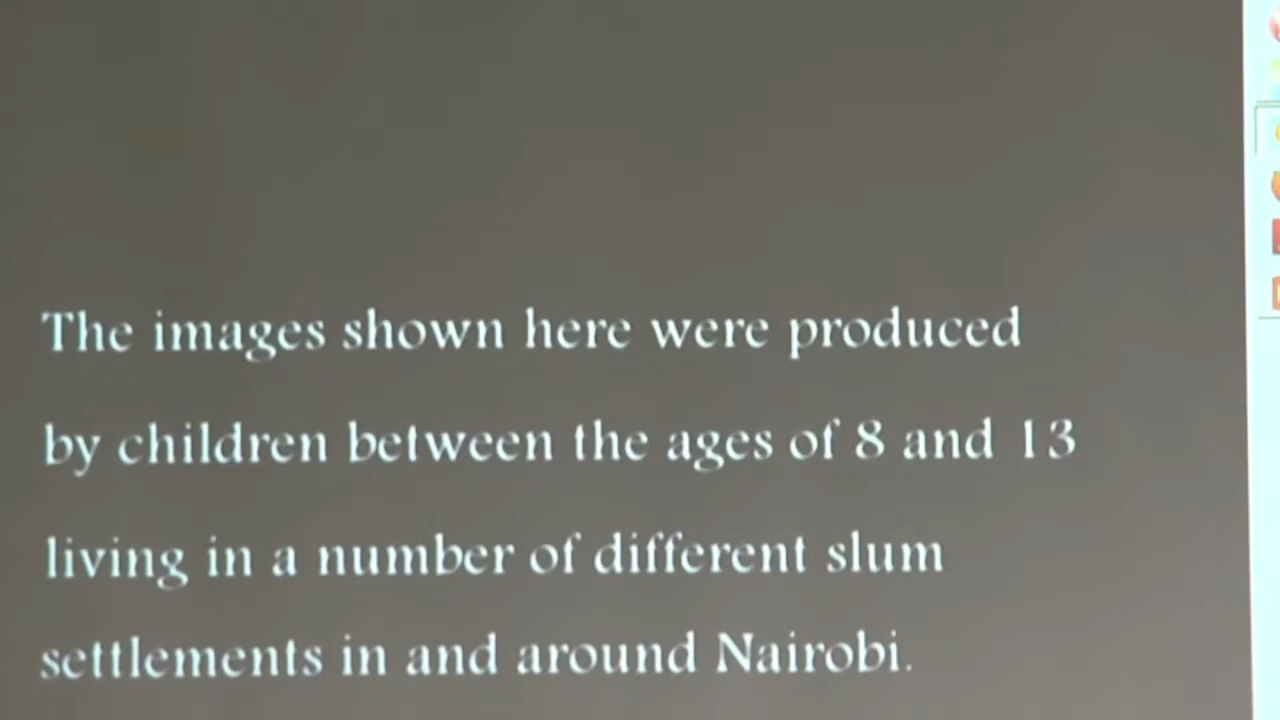 The images shown here were produced
by children between the ages of 8 and 13
living in a number of different slum
settlements in and around Nairobi.